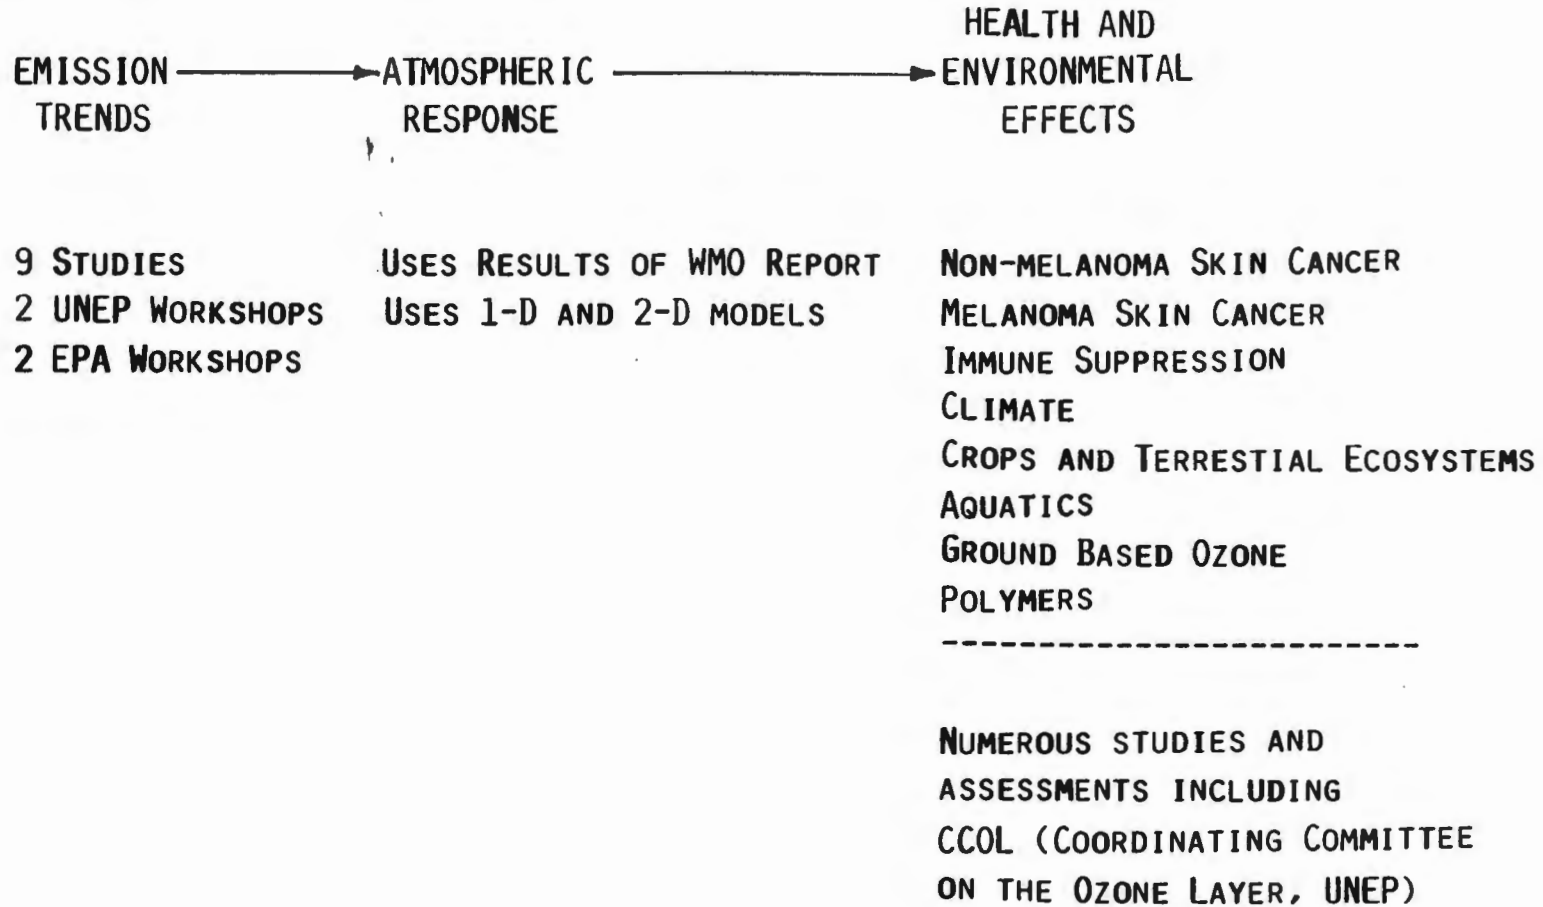 EMISSION
TRENDS
ATMOSPHERIC
RESPONSE
HEALTH AND
ENVIRONMENTAL
EFFECTS
9 STUDIES
2 UNEP WORKSHOPS
2 EPA WORKSHOPS
USES RESULTS OF WMO REPORT
USES 1-D AND 2-D MODELS
NON-MELANOMA SKIN CANCER
MELANOMA SKIN CANCER
IMMUNE SUPPRESSION
CLIMATE
CROPS AND TERRESTIAL ECOSYSTEMS
AQUATICS
GROUND BASED OZONE
POLYMERS
NUMEROUS STUDIES AND
ASSESSMENTS INCLUDING
CCOL (COORDINATING COMMITTEE
ON THE OZONE LAYER, UNEP)